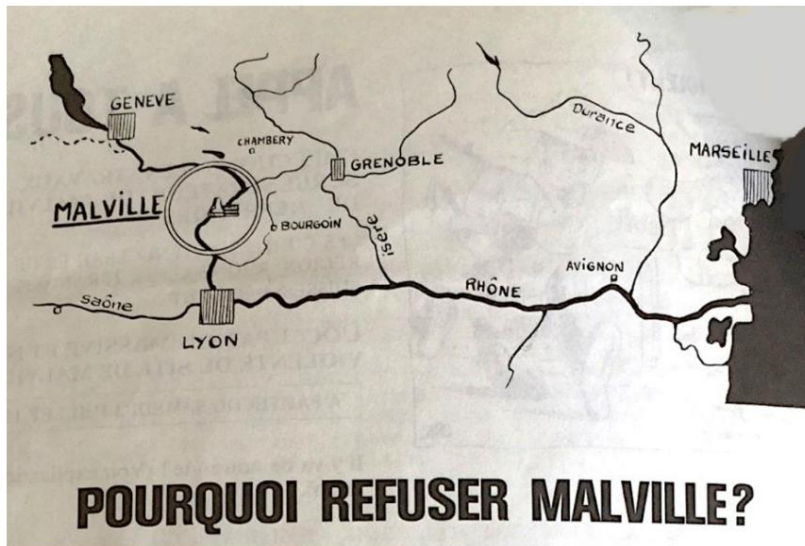 GENEVE
CHAMBERY
GRENOBLE
Durance
MARSEILLE
MALVILLE
BOURGOIN
isère
AVIGNON
RHÔNE
Saône
LYON
POURQUOI REFUSER MALVILLE?